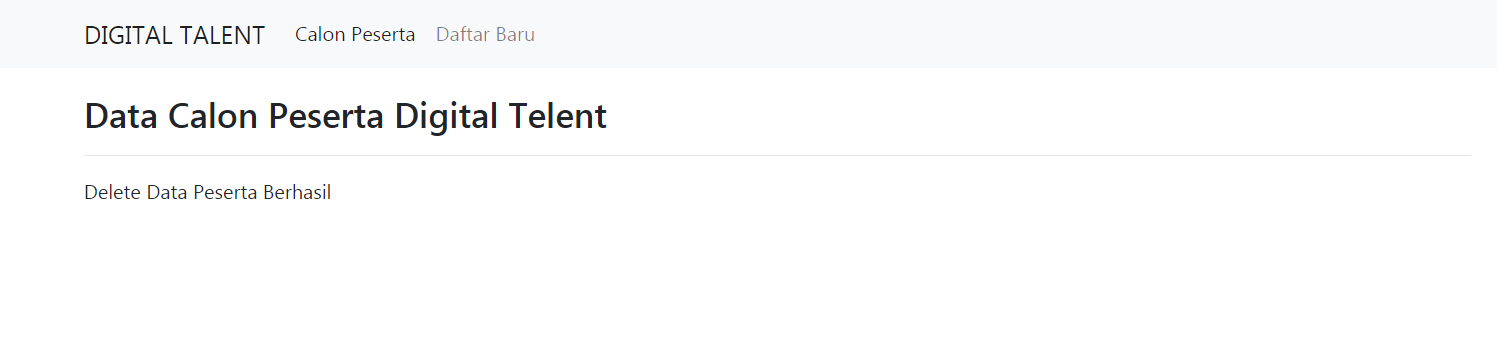 DIGITAL TALENT Calon Peserta Daftar Baru
Data Calon Peserta Digital Telent
Delete Data Peserta Berhasil